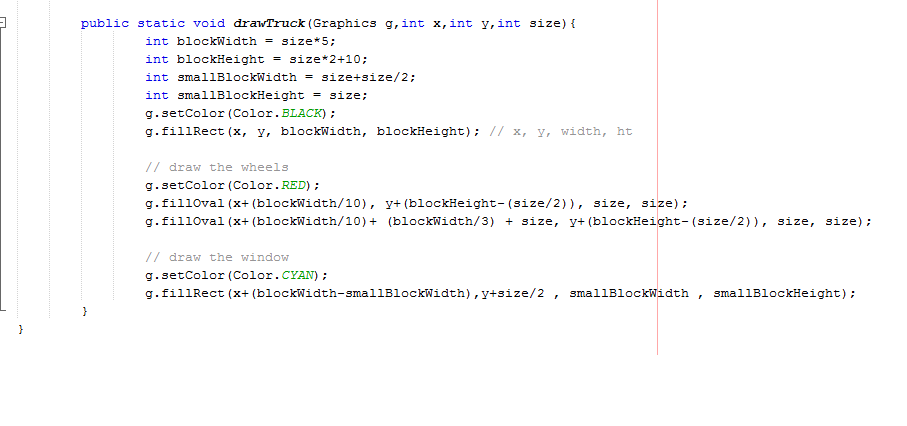 public static void drawTruck(Graphics g,int x,int y,int size){
int blockWidth = size*5;
int blockHeight = size*2+10;
int smallBlockWidth = size+size/2;
int smallBlockHeight = size;
g.setColor(Color.BLACK);
g.fillRect(x, y, blockWidth, blockHeight); // x, y, width, ht
// draw the wheels
g.setColor(Color.RED);
g.fillOval(x+(blockWidth/10), y+(blockHeight-(size/2)), size, size);
g.fillOval(x+(blockWidth/10)+ (blockWidth/3) + size, y+(blockHeight-(size/2)), size, size);
// draw the window
g.setColor(Color.CYAN);
g.fillRect(x+(blockWidth-smallBlockWidth),y+size/2 , smallBlockWidth , smallBlockHeight);
}
}